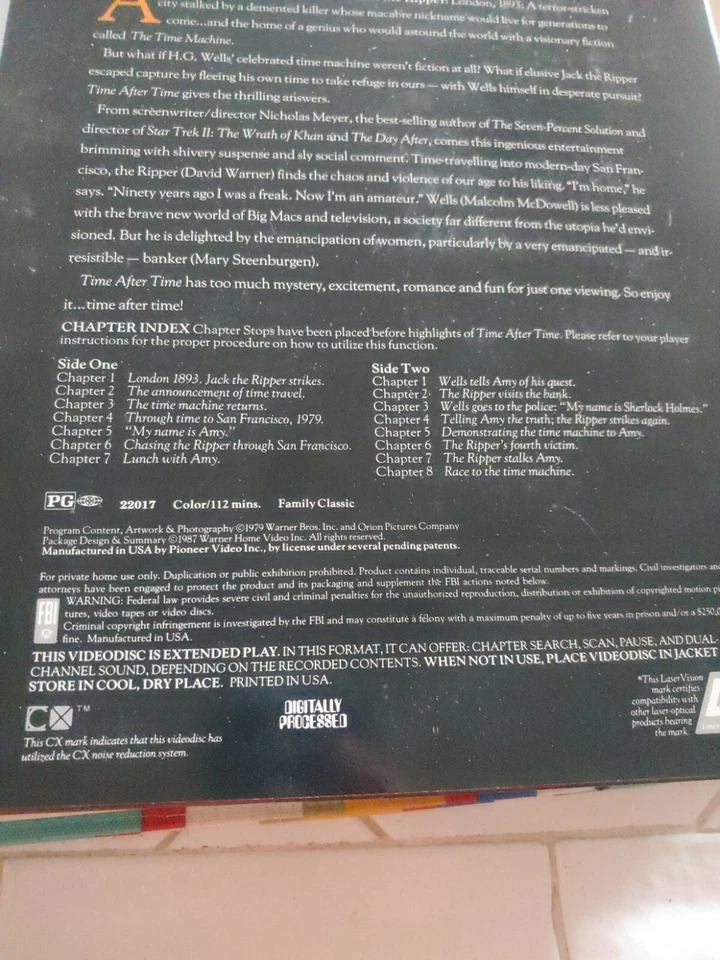 A city stalked by a demented killer whose macabre nickname would live for generations to
come...and the home of a genius who would astound the world with a visionary fiction
called The Time Machine.
But what if H.G. Wells' celebrated time machine weren't fiction at all? What if elusive Jack the Ripper
escaped capture by fleeing his own time to take refuge in ours — with Wells himself in desperate pursuit?
Time After Time gives the thrilling answers.
From screenwriter/director Nicholas Meyer, the best-selling author of The Seven-Percent Solution and
director of Star Trek II: The Wrath of Khan and The Day After, comes this ingenious entertainment
brimming with shivery suspense and sly social comment. Time-travelling into modern-day San Fran-
cisco, the Ripper (David Warner) finds the chaos and violence of our age to his liking. "I'm home," he
says. "Ninety years ago I was a freak. Now I'm an amateur." Wells (Malcolm McDowell) is less pleased
with the brave new world of Big Macs and television, a society far different from the utopia he'd envi-
sioned. But he is delighted by the emancipation of women, particularly by a very emancipated — and ir-
resistible — banker (Mary Steenburgen).
Time After Time has too much mystery, excitement, romance and fun for just one viewing. So enjoy
it...time after time!
CHAPTER INDEX Chapter Stops have been placed before highlights of Time After Time. Please refer to your player
instructions for the proper procedure on how to utilize this function.
Side One
Chapter 1 London 1893. Jack the Ripper strikes.
Chapter 2 The announcement of time travel.
Chapter 3 The time machine returns.
Chapter 4 Through time to San Francisco, 1979.
Chapter 5 "My name is Amy."
Chapter 6 Chasing the Ripper through San Francisco.
Chapter 7 Lunch with Amy.
Side Two
Chapter 1 Wells tells Amy of his quest.
Chapter 2 The Ripper visits the bank.
Chapter 3 Wells goes to the police: "My name is Sherlock Holmes."
Chapter 4 Telling Amy the truth; the Ripper strikes again.
Chapter 5 Demonstrating the time machine to Amy.
Chapter 6 The Ripper's fourth victim.
Chapter 7 The Ripper stalks Amy.
Chapter 8 Race to the time machine.
PG 22017 Color/112 mins. Family Classic
Program Content, Artwork & Photography ©1979 Warner Bros. Inc. and Orion Pictures Company
Package Design & Summary ©1987 Warner Home Video Inc. All rights reserved.
Manufactured in USA by Pioneer Video Inc., by license under several pending patents.
For private home use only. Duplication or public exhibition prohibited. Product contains individual, traceable serial numbers and markings. Civil investigators and
attorneys have been engaged to protect the product and its packaging and supplement the FBI actions noted below.
FBI
WARNING: Federal law provides severe civil and criminal penalties for the unauthorized reproduction, distribution or exhibition of copyrighted motion pic
tures, video tapes or video discs.
Criminal copyright infringement is investigated by the FBI and may constitute a felony with a maximum penalty of up to five years in prison and/or a $250,0
fine. Manufactured in USA.
THIS VIDEODISC IS EXTENDED PLAY. IN THIS FORMAT, IT CAN OFFER: CHAPTER SEARCH, SCAN, PAUSE, AND DUAL-
CHANNEL SOUND, DEPENDING ON THE RECORDED CONTENTS. WHEN NOT IN USE, PLACE VIDEODISC IN JACKET
STORE IN COOL, DRY PLACE. PRINTED IN USA.
CX ™
This CX mark indicates that this videodisc has
utilized the CX noise reduction system.
DIGITALLY
PROCESSED
*This LaserVision
mark certifies
compatibility with
other laser-optical
products bearing
the mark.